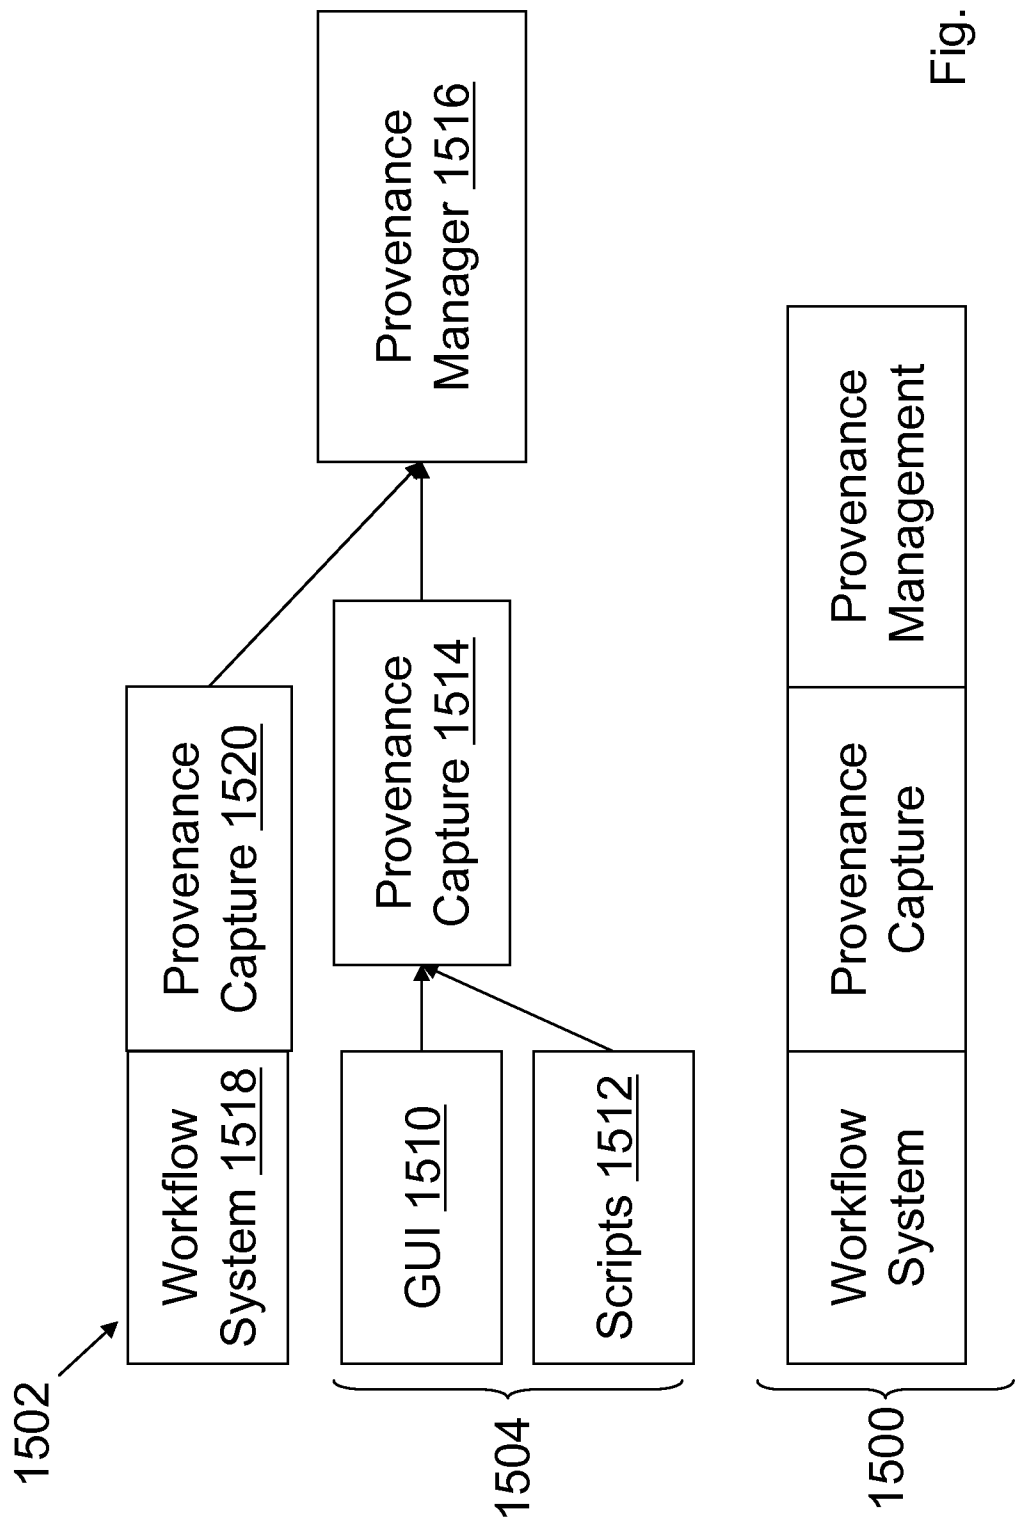 1502
Workflow
System 1518
Provenance
Capture 1520
1504
GUI 1510
Scripts 1512
Provenance
Capture 1514
Provenance
Manager 1516
1500
Workflow
System
Provenance
Capture
Provenance
Management
Fig.